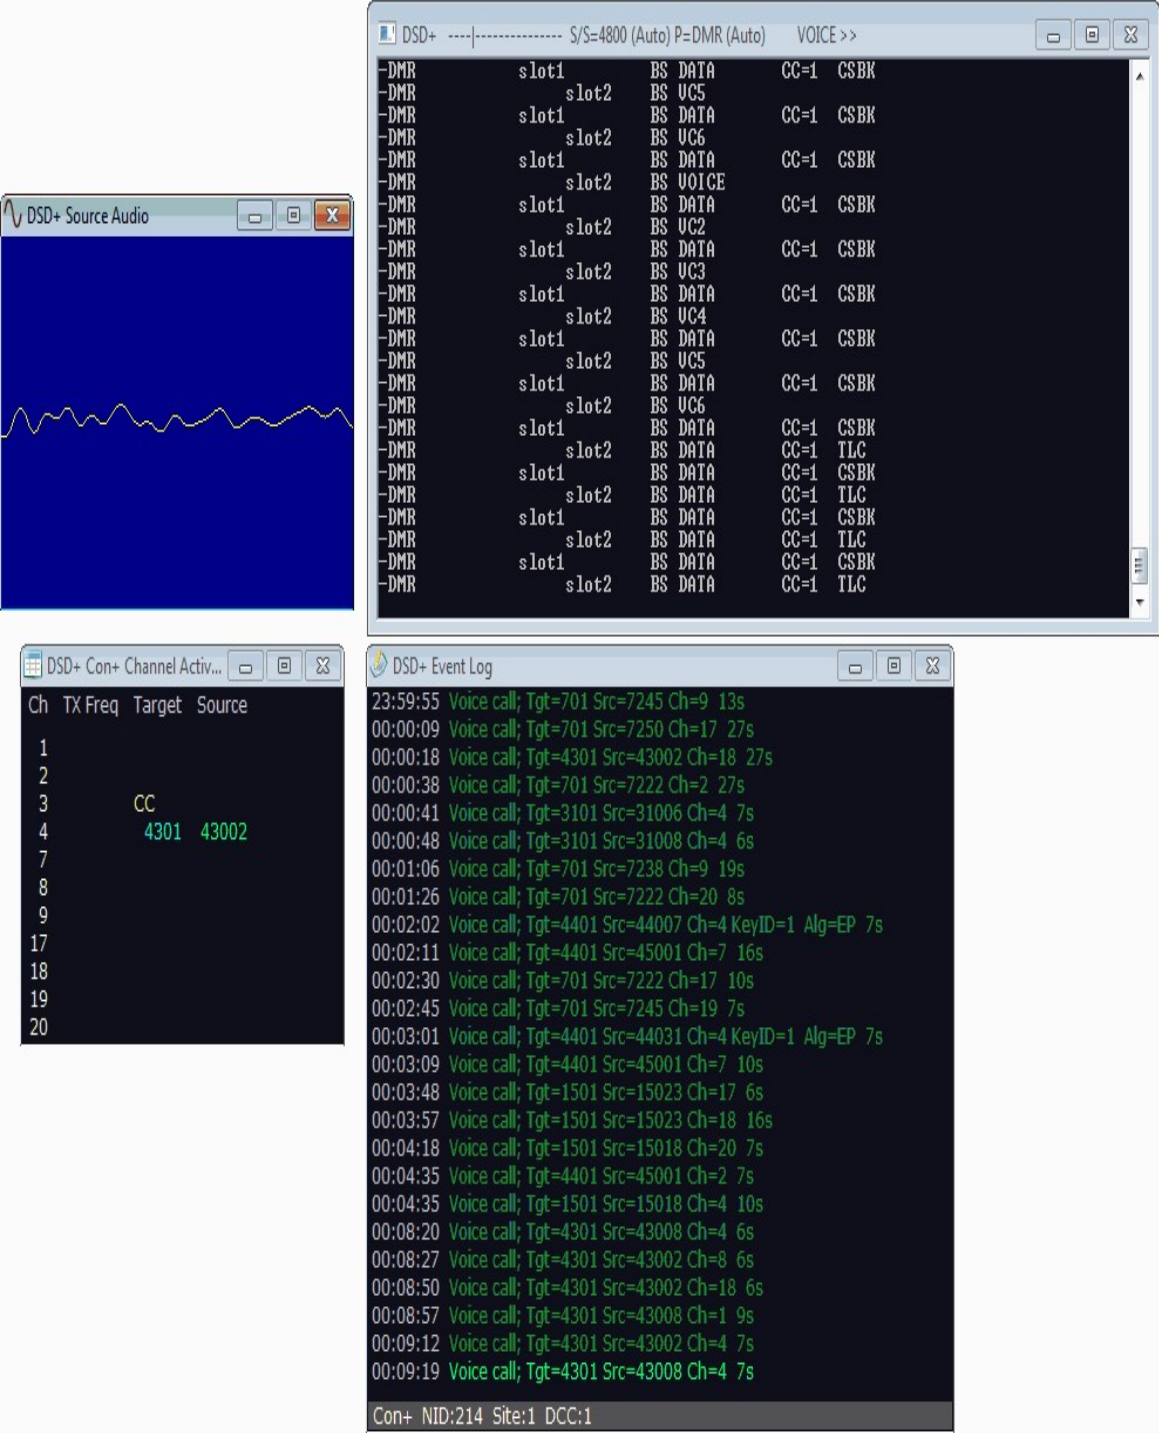 DSD+ ----|--------------- S/S=4800 (Auto) P=DMR (Auto) VOICE >>
-DMR slot1 BS DATA CC=1 CSBK
-DMR slot2 BS VC5
-DMR slot1 BS DATA CC=1 CSBK
-DMR slot2 BS VC6
-DMR slot1 BS DATA CC=1 CSBK
-DMR slot2 BS VOICE
-DMR slot1 BS DATA CC=1 CSBK
-DMR slot2 BS VC2
-DMR slot1 BS DATA CC=1 CSBK
-DMR slot2 BS VC3
-DMR slot1 BS DATA CC=1 CSBK
-DMR slot2 BS VC4
-DMR slot1 BS DATA CC=1 CSBK
-DMR slot2 BS VC5
-DMR slot1 BS DATA CC=1 CSBK
-DMR slot2 BS VC6
-DMR slot1 BS DATA CC=1 CSBK
-DMR slot2 BS DATA CC=1 TLC
-DMR slot1 BS DATA CC=1 CSBK
-DMR slot2 BS DATA CC=1 TLC
-DMR slot1 BS DATA CC=1 CSBK
-DMR slot2 BS DATA CC=1 TLC
-DMR slot1 BS DATA CC=1 CSBK
-DMR slot2 BS DATA CC=1 TLC
DSD+ Source Audio
DSD+ Con+ Channel Activ...
Ch TX Freq Target Source
1
2
3 CC
4 4301 43002
7
8
9
17
18
19
20
DSD+ Event Log
23:59:55 Voice call; Tgt=701 Src=7245 Ch=9 13s
00:00:09 Voice call; Tgt=701 Src=7250 Ch=17 27s
00:00:18 Voice call; Tgt=4301 Src=43002 Ch=18 27s
00:00:38 Voice call; Tgt=701 Src=7222 Ch=2 27s
00:00:41 Voice call; Tgt=3101 Src=31006 Ch=4 7s
00:00:48 Voice call; Tgt=3101 Src=31008 Ch=4 6s
00:01:06 Voice call; Tgt=701 Src=7238 Ch=9 19s
00:01:26 Voice call; Tgt=701 Src=7222 Ch=20 8s
00:02:02 Voice call; Tgt=4401 Src=44007 Ch=4 KeyID=1 Alg=EP 7s
00:02:11 Voice call; Tgt=4401 Src=45001 Ch=7 16s
00:02:30 Voice call; Tgt=701 Src=7222 Ch=17 10s
00:02:45 Voice call; Tgt=701 Src=7245 Ch=19 7s
00:03:01 Voice call; Tgt=4401 Src=44031 Ch=4 KeyID=1 Alg=EP 7s
00:03:09 Voice call; Tgt=4401 Src=45001 Ch=7 10s
00:03:48 Voice call; Tgt=1501 Src=15023 Ch=17 6s
00:03:57 Voice call; Tgt=1501 Src=15023 Ch=18 16s
00:04:18 Voice call; Tgt=1501 Src=15018 Ch=20 7s
00:04:35 Voice call; Tgt=4401 Src=45001 Ch=2 7s
00:04:35 Voice call; Tgt=1501 Src=15018 Ch=4 10s
00:08:20 Voice call; Tgt=4301 Src=43008 Ch=4 6s
00:08:27 Voice call; Tgt=4301 Src=43002 Ch=8 6s
00:08:50 Voice call; Tgt=4301 Src=43002 Ch=18 6s
00:08:57 Voice call; Tgt=4301 Src=43008 Ch=1 9s
00:09:12 Voice call; Tgt=4301 Src=43002 Ch=4 7s
00:09:19 Voice call; Tgt=4301 Src=43008 Ch=4 7s
Con+ NID:214 Site:1 DCC:1